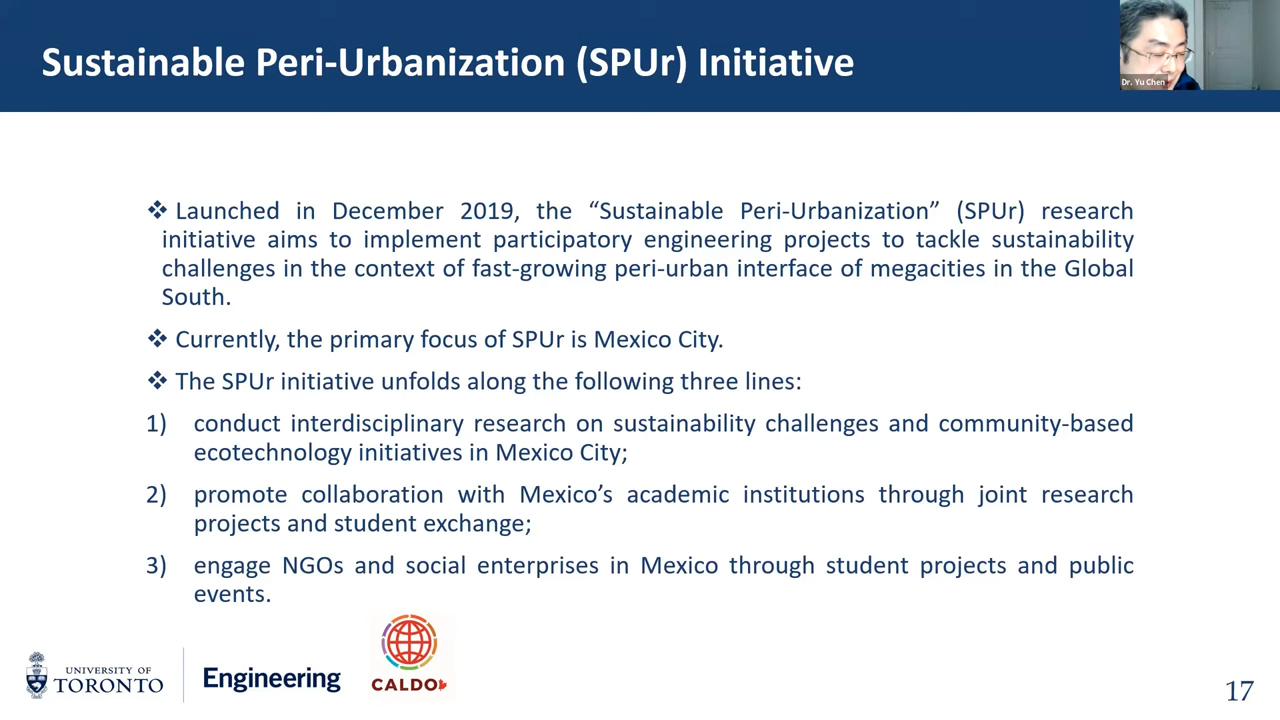 Sustainable Peri-Urbanization (SPUr) Initiative
Dr. Yu Chen
❖ Launched in December 2019, the “Sustainable Peri-Urbanization” (SPUr) research
initiative aims to implement participatory engineering projects to tackle sustainability
challenges in the context of fast-growing peri-urban interface of megacities in the Global
South.
❖ Currently, the primary focus of SPUr is Mexico City.
❖ The SPUr initiative unfolds along the following three lines:
1) conduct interdisciplinary research on sustainability challenges and community-based
ecotechnology initiatives in Mexico City;
2) promote collaboration with Mexico’s academic institutions through joint research
projects and student exchange;
3) engage NGOs and social enterprises in Mexico through student projects and public
events.
UNIVERSITY OF
TORONTO
Engineering
CALDO
17